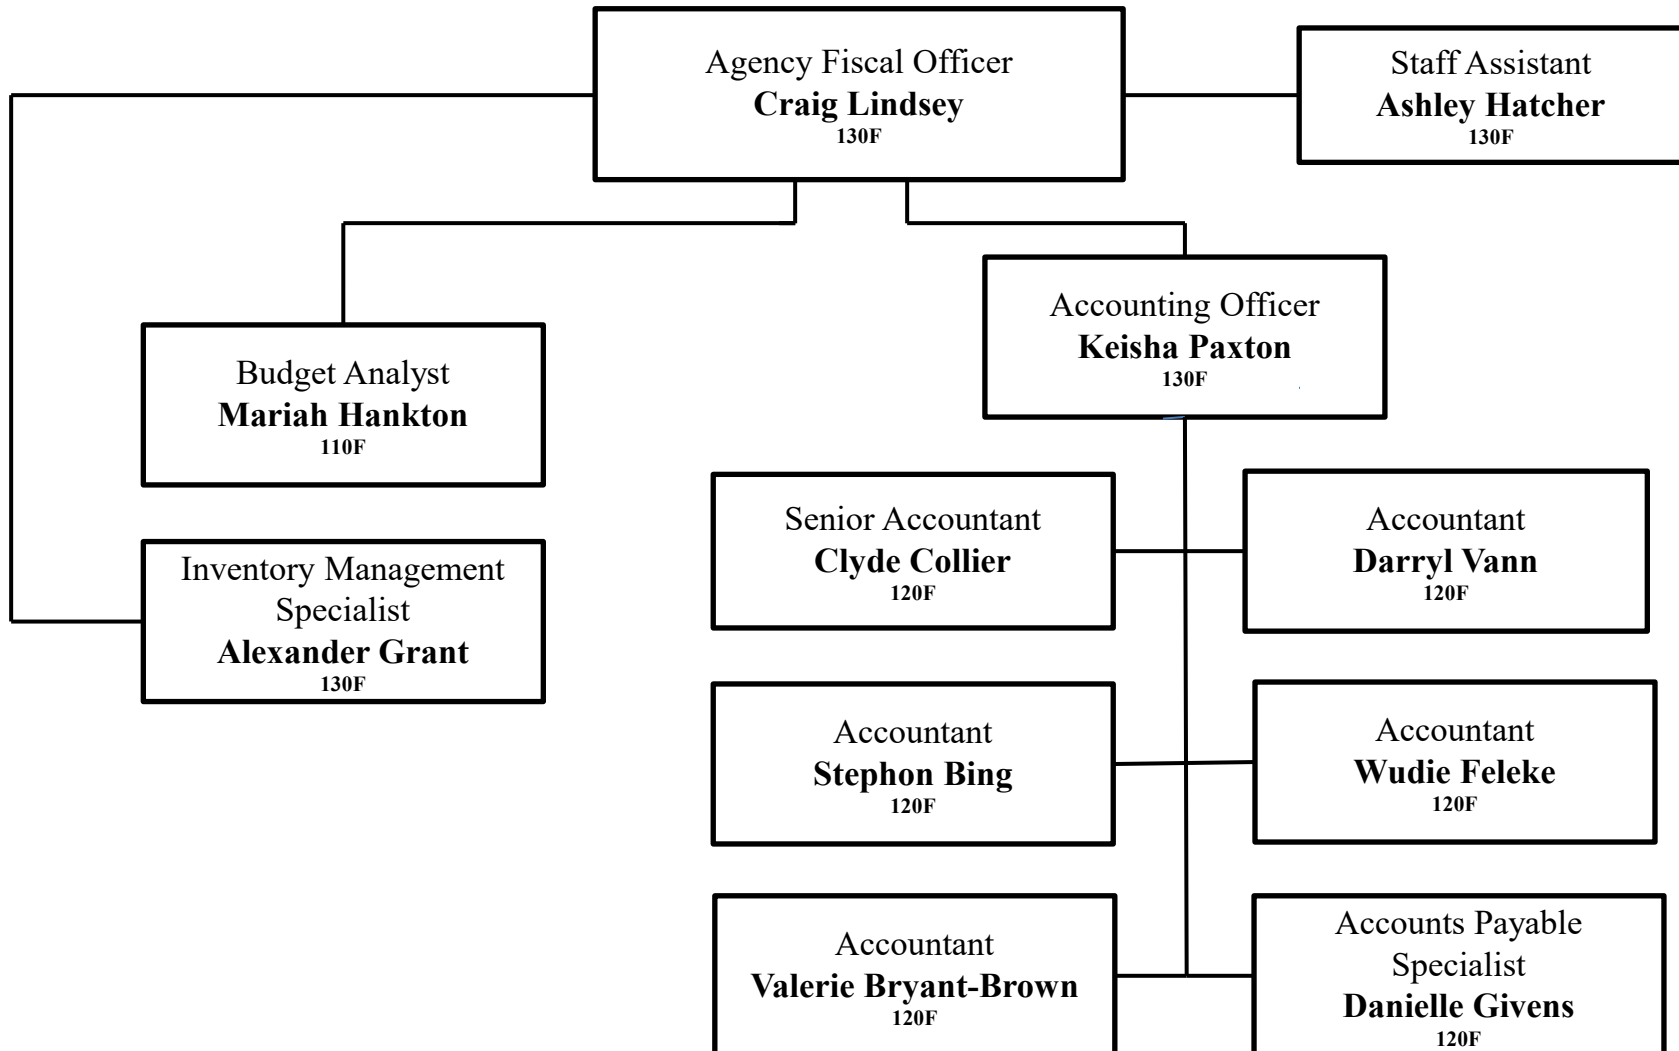 Agency Fiscal Officer
Craig Lindsey
130F
Staff Assistant
Ashley Hatcher
130F
Accounting Officer
Keisha Paxton
130F
Budget Analyst
Mariah Hankton
110F
Inventory Management
Specialist
Alexander Grant
130F
Senior Accountant
Clyde Collier
120F
Accountant
Darryl Vann
120F
Accountant
Stephon Bing
120F
Accountant
Wudie Feleke
120F
Accountant
Valerie Bryant-Brown
120F
Accounts Payable
Specialist
Danielle Givens
120F